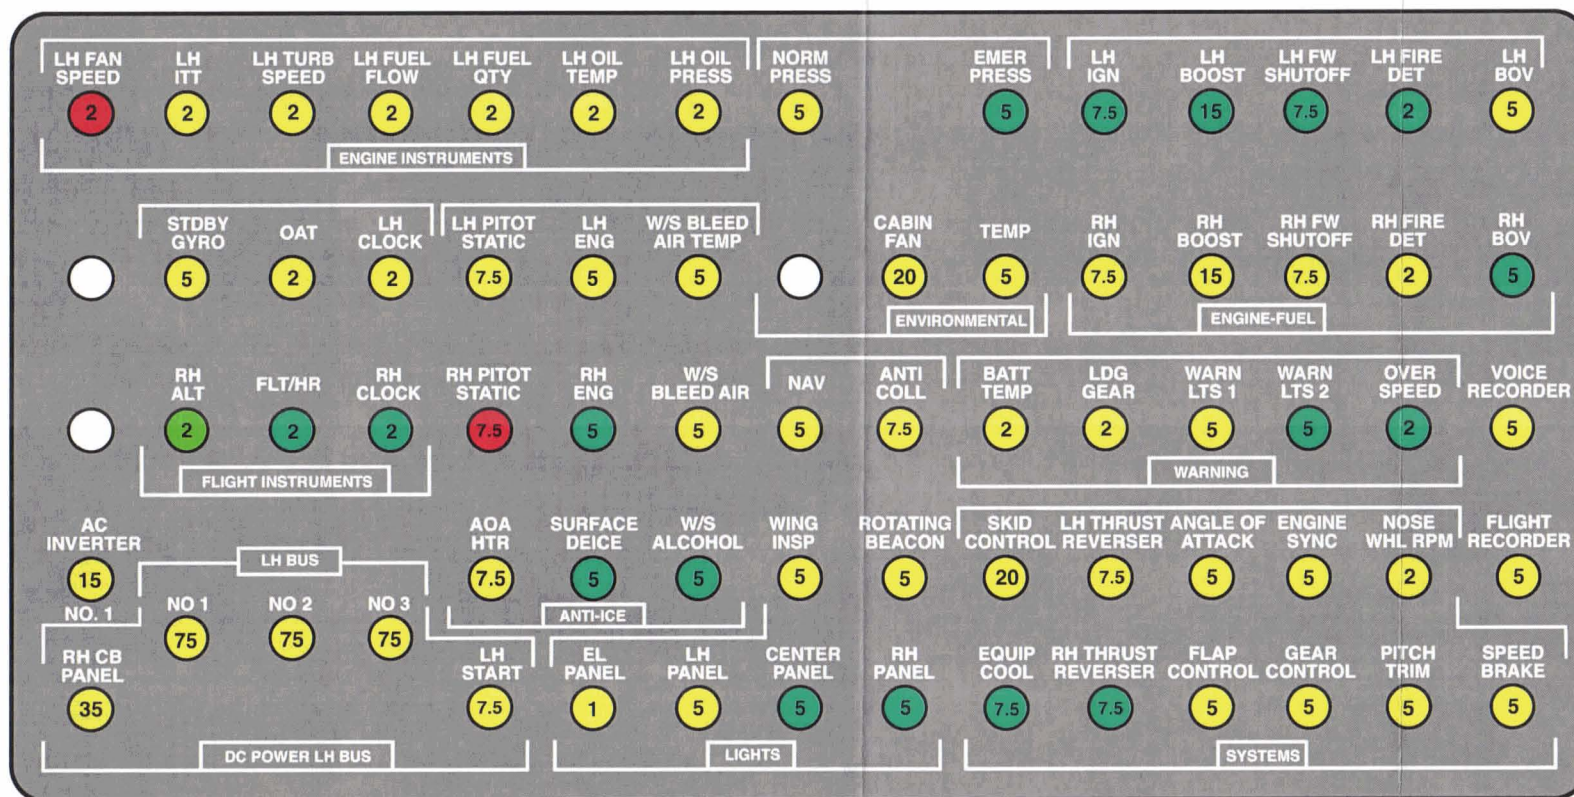 LH FAN SPEED
LH ITT
LH TURB SPEED
LH FUEL FLOW
LH FUEL QTY
LH OIL TEMP
LH OIL PRESS
NORM PRESS
EMER PRESS
LH IGN
LH BOOST
LH FW SHUTOFF
LH FIRE DET
LH BOV
2 2 2 2 2 2 2 5 5 7.5 15 7.5 2 5
ENGINE INSTRUMENTS
STDBY GYRO
OAT
LH CLOCK
LH PITOT STATIC
LH ENG
W/S BLEED AIR TEMP
CABIN FAN
TEMP
RH IGN
RH BOOST
RH FW SHUTOFF
RH FIRE DET
RH BOV
5 2 2 7.5 5 5 20 5 7.5 15 7.5 2 5
ENVIRONMENTAL
ENGINE-FUEL
RH ALT
FLT/HR
RH CLOCK
RH PITOT STATIC
RH ENG
W/S BLEED AIR
NAV
ANTI COLL
BATT TEMP
LDG GEAR
WARN LTS 1
WARN LTS 2
OVER SPEED
VOICE RECORDER
2 2 2 7.5 5 5 5 7.5 2 2 5 5 2 5
FLIGHT INSTRUMENTS
WARNING
AC INVERTER
LH BUS
AOA HTR
SURFACE DEICE
W/S ALCOHOL
WING INSP
ROTATING BEACON
SKID CONTROL
LH THRUST REVERSER
ANGLE OF ATTACK
ENGINE SYNC
NOSE WHL RPM
FLIGHT RECORDER
15 7.5 5 5 5 5 20 7.5 5 5 2 5
NO. 1
NO 1
NO 2
NO 3
ANTI-ICE
75 75 75
RH CB PANEL
LH START
EL PANEL
LH PANEL
CENTER PANEL
RH PANEL
EQUIP COOL
RH THRUST REVERSER
FLAP CONTROL
GEAR CONTROL
PITCH TRIM
SPEED BRAKE
35 7.5 1 5 5 5 7.5 7.5 5 5 5 5
DC POWER LH BUS
LIGHTS
SYSTEMS